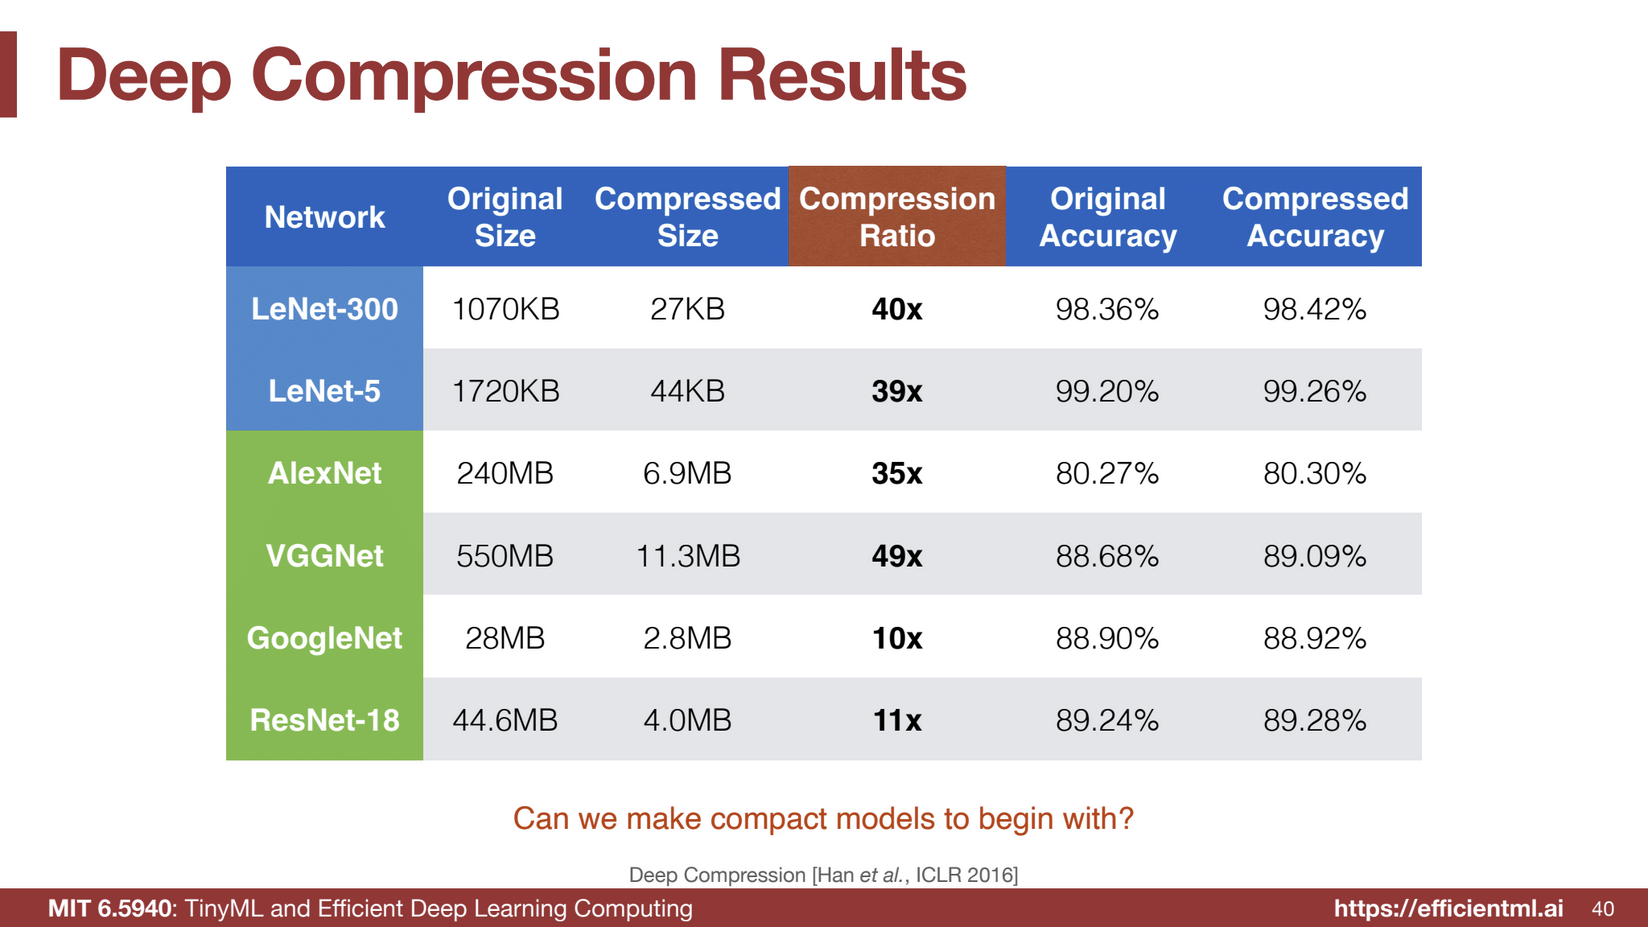 Deep Compression Results
Network Original Size Compressed Size Compression Ratio Original Accuracy Compressed Accuracy
LeNet-300 1070KB 27KB 40x 98.36% 98.42%
LeNet-5 1720KB 44KB 39x 99.20% 99.26%
AlexNet 240MB 6.9MB 35x 80.27% 80.30%
VGGNet 550MB 11.3MB 49x 88.68% 89.09%
GoogleNet 28MB 2.8MB 10x 88.90% 88.92%
ResNet-18 44.6MB 4.0MB 11x 89.24% 89.28%
Can we make compact models to begin with?
Deep Compression [Han et al., ICLR 2016]
MIT 6.5940: TinyML and Efficient Deep Learning Computing https://efficientml.ai 40